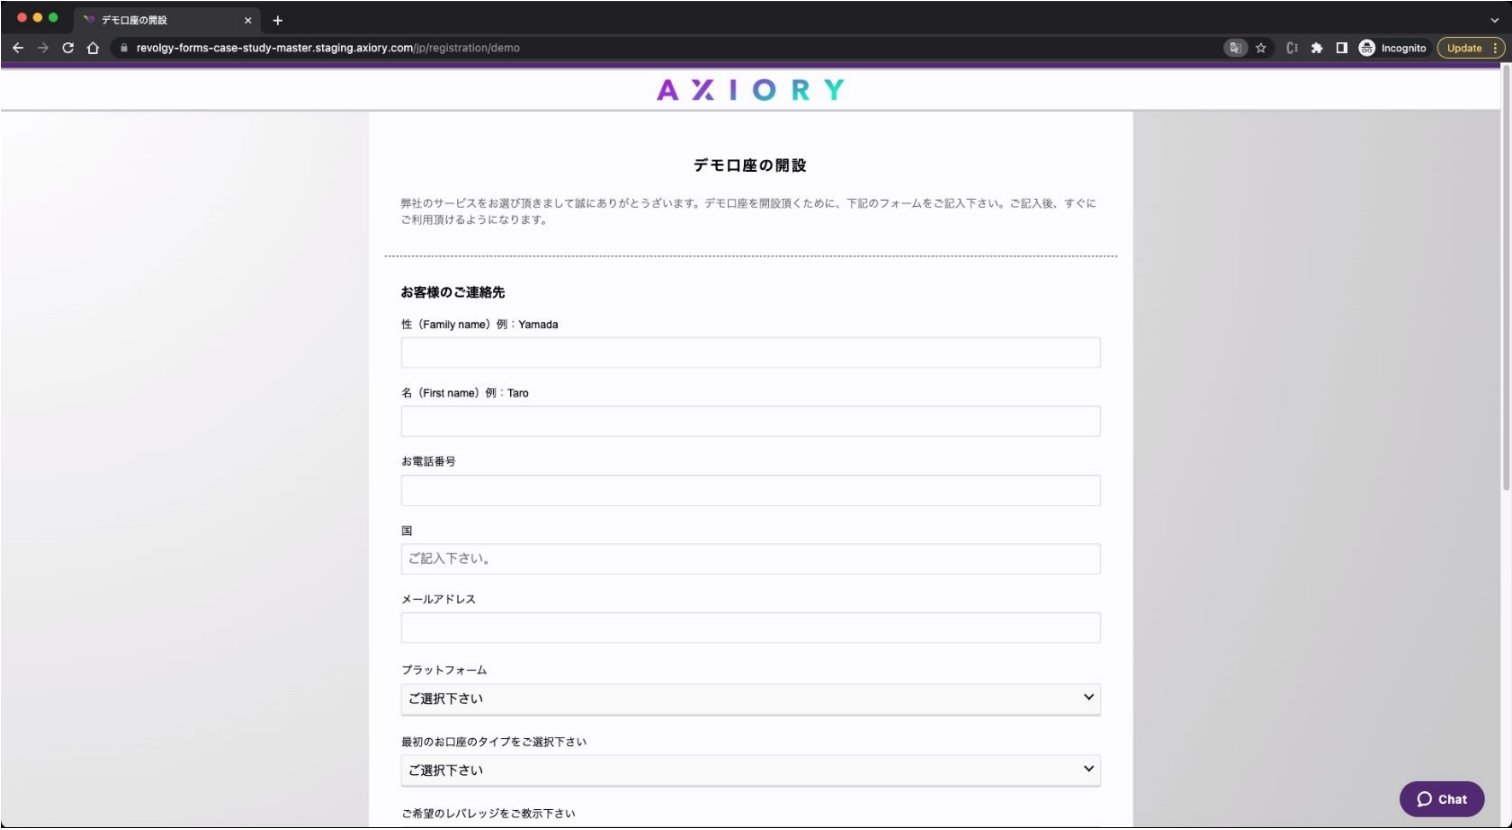 デモ口座の開設
revolgy-forms-case-study-master.staging.axiory.com/jp/registration/demo
Incognito
Update
AXIORY
デモ口座の開設
弊社のサービスをお選び頂きまして誠にありがとうざいます。デモ口座を開設頂くために、下記のフォームをご記入下さい。ご記入後、すぐに
ご利用頂けるようになります。
お客様のご連絡先
性（Family name）例：Yamada
名（First name）例：Taro
お電話番号
国
ご記入下さい。
メールアドレス
プラットフォーム
ご選択下さい
最初のお口座のタイプをご選択下さい
ご選択下さい
Chat
ご希望のレバレッジをご教示下さい